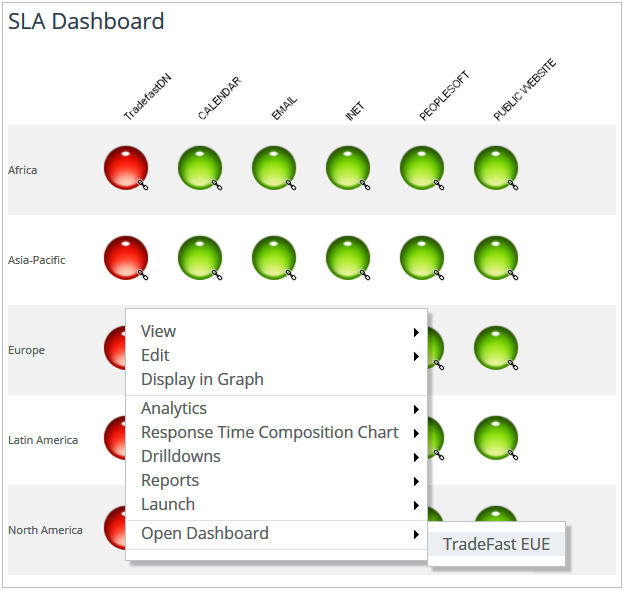 SLA Dashboard
TradefastDN
CALENDAR
EMAIL
INET
PEOPLESOFT
PUBLIC WEBSITE
Africa
Asia-Pacific
Europe
Latin America
North America
View
Edit
Display in Graph
Analytics
Response Time Composition Chart
Drilldowns
Reports
Launch
Open Dashboard
TradeFast EUE